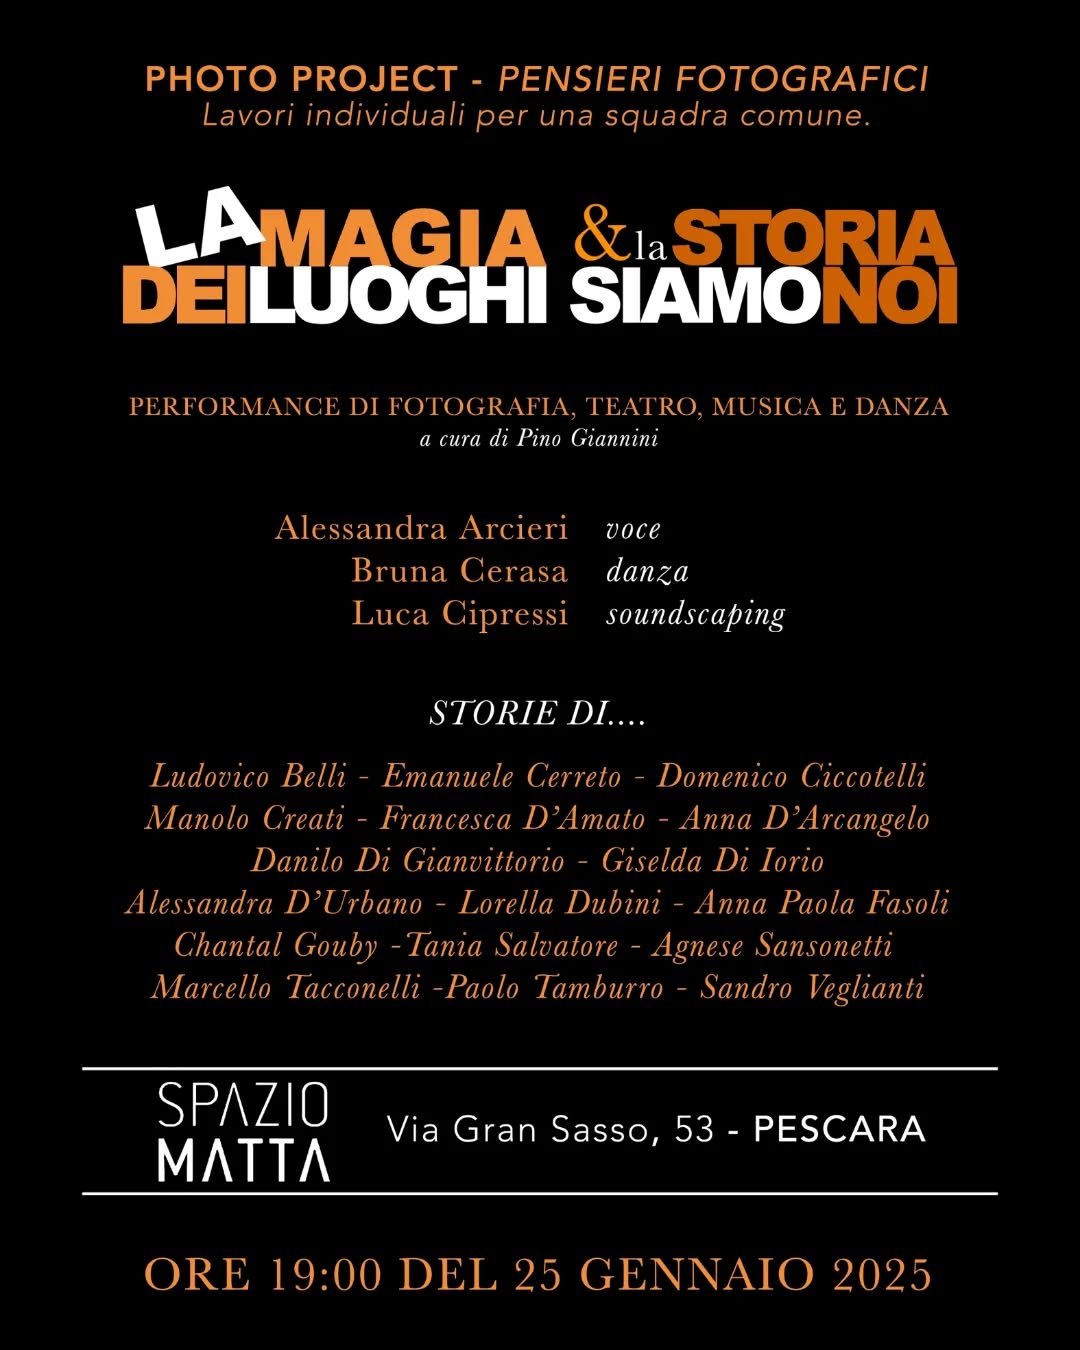 PHOTO PROJECT - PENSIERI FOTOGRAFICI
Lavori individuali per una squadra comune.
LA MAGIA & la STORIA
DEI LUOGHI SIAMO NOI
PERFORMANCE DI FOTOGRAFIA, TEATRO, MUSICA E DANZA
a cura di Pino Giannini
Alessandra Arcieri voce
Bruna Cerasa danza
Luca Cipressi soundscaping
STORIE DI....
Ludovico Belli - Emanuele Cerreto - Domenico Ciccotelli
Manolo Creati - Francesca D'Amato - Anna D'Arcangelo
Danilo Di Gianvittorio - Giselda Di Iorio
Alessandra D'Urbano - Lorella Dubini - Anna Paola Fasoli
Chantal Gouby -Tania Salvatore - Agnese Sansonetti
Marcello Tacconelli -Paolo Tamburro - Sandro Veglianti
SPAZIO
MATTA
Via Gran Sasso, 53 - PESCARA
ORE 19:00 DEL 25 GENNAIO 2025